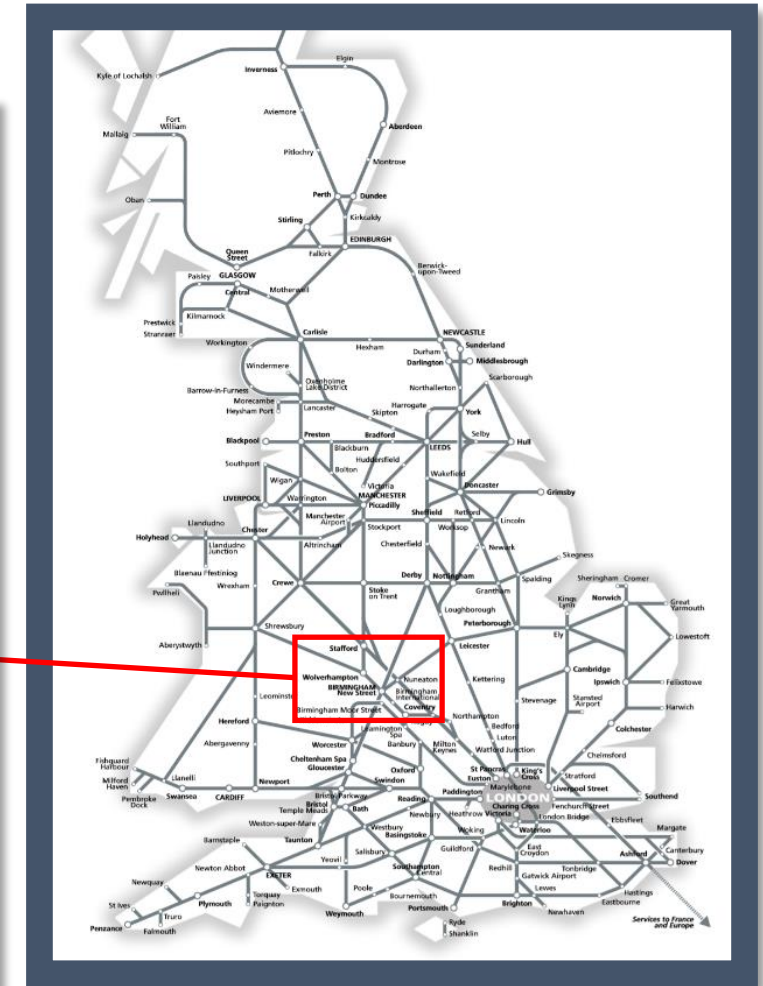 Elgin
Kyle of Lochalsh
Inverness
Aviemore
Fort
William
Mallaig
Aberdeen
Pitlochry
Montrose
Oban
Perth
Dundee
Stirling
Kirkcaldy
Queen
Street
Falkirk
EDINBURGH
Paisley
GLASGOW
Central
Motherwell
Berwick-
upon-Tweed
Prestwick
Kilmarnock
Stranraer
Carlisle
NEWCASTLE
Workington
Hexham
Sunderland
Durham
Darlington
Middlesbrough
Windermere
Oxenholme
Lake District
Scarborough
Barrow-in-Furness
Northallerton
Morecambe
Heysham Port
Lancaster
Skipton
Harrogate
York
Blackpool
Preston
Bradford
LEEDS
Selby
Hull
Blackburn
Huddersfield
Southport
Bolton
Wakefield
Wigan
Victoria
MANCHESTER
Piccadilly
Doncaster
Grimsby
LIVERPOOL
Warrington
Manchester
Airport
Stockport
Sheffield
Retford
Worksop
Lincoln
Llandudno
Holyhead
Chester
Llandudno
Junction
Altrincham
Chesterfield
Newark
Skegness
Blaenau Ffestiniog
Pwllheli
Wrexham
Crewe
Stoke
on Trent
Derby
Nottingham
Grantham
Spalding
Sheringham
Cromer
Kings
Lynn
Norwich
Great
Yarmouth
Loughborough
Peterborough
Aberystwyth
Shrewsbury
Stafford
Leicester
Ely
Lowestoft
Wolverhampton
BIRMINGHAM
New Street
Nuneaton
Birmingham
International
Kettering
Cambridge
Ipswich
Felixstowe
Leominster
Birmingham Moor Street
Coventry
Stevenage
Stansted
Airport
Harwich
Hereford
Leamington
Spa
Northampton
Bedford
Colchester
Abergavenny
Worcester
Banbury
Milton
Keynes
Luton
Watford Junction
Chelmsford
Fishguard
Harbour
Cheltenham Spa
Gloucester
Oxford
St Pancras
Euston
King's
Cross
Stratford
Milford
Haven
Llanelli
Swindon
Paddington
Marylebone
Liverpool Street
Pembroke
Dock
Swansea
CARDIFF
Newport
Bristol Parkway
Bristol
Temple Meads
Bath
Reading
LONDON
Charing Cross
Fenchurch Street
Southend
Newbury
Heathrow
Victoria
London Bridge
Ebbsfleet
Weston-super-Mare
Westbury
Basingstoke
Woking
Waterloo
Margate
Barnstaple
Taunton
Salisbury
Guildford
East
Croydon
Canterbury
Newton Abbot
Yeovil
Southampton
Central
Redhill
Tonbridge
Ashford
Dover
EXETER
Gatwick Airport
Newquay
Exmouth
Poole
Lewes
Hastings
St Ives
Plymouth
Torquay
Paignton
Bournemouth
Portsmouth
Brighton
Eastbourne
Truro
Weymouth
Newhaven
Penzance
Falmouth
Ryde
Shanklin
Services to France
and Europe